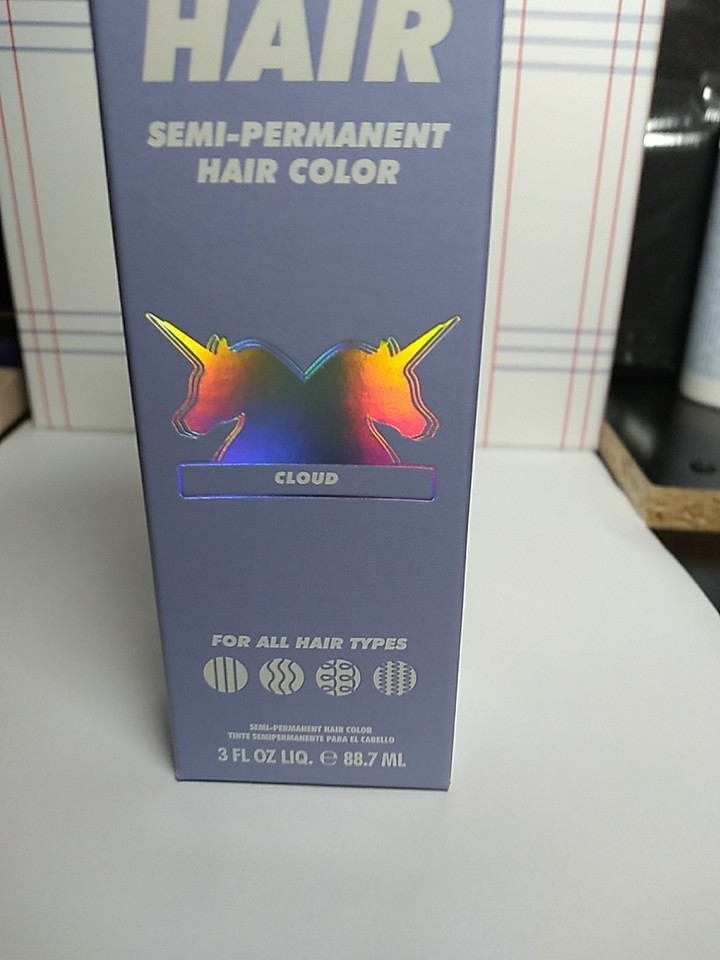 HAIR
SEMI-PERMANENT
HAIR COLOR
CLOUD
FOR ALL HAIR TYPES
SEMI-PERMANENT HAIR COLOR
TINTE SEMIPERMANENTE PARA EL CABELLO
3 FL OZ LIQ. ℮ 88.7 ML